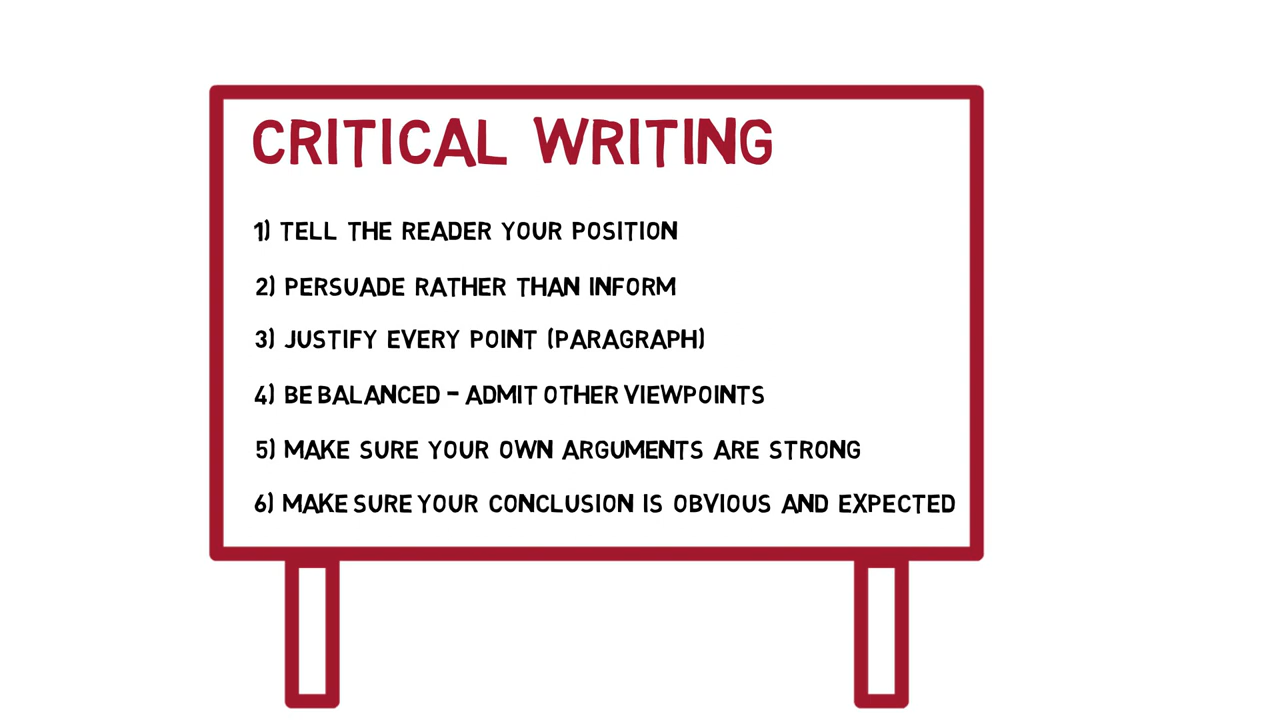 CRITICAL WRITING
1) TELL THE READER YOUR POSITION
2) PERSUADE RATHER THAN INFORM
3) JUSTIFY EVERY POINT (PARAGRAPH)
4) BE BALANCED - ADMIT OTHER VIEWPOINTS
5) MAKE SURE YOUR OWN ARGUMENTS ARE STRONG
6) MAKE SURE YOUR CONCLUSION IS OBVIOUS AND EXPECTED